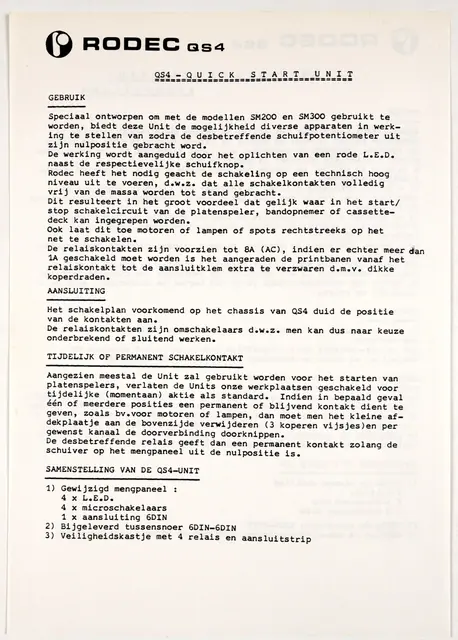 RODEC QS4
QS4 - QUICK START UNIT
GEBRUIK
Speciaal ontworpen om met de modellen SM200 en SM300 gebruikt te
worden, biedt deze Unit de mogelijkheid diverse apparaten in werk-
ing te stellen van zodra de desbetreffende schuifpotentiometer uit
zijn nulpositie gebracht word.
De werking wordt aangeduid door het oplichten van een rode L.E.D.
naast de respectievelijke schuifknop.
Rodec heeft het nodig geacht de schakeling op een technisch hoog
niveau uit te voeren, d.w.z. dat alle schakelkontakten volledig
vrij van de massa worden tot stand gebracht.
Dit resulteert in het groot voordeel dat gelijk waar in het start/
stop schakelcircuit van de platenspeler, bandopnemer of cassette-
deck kan ingegrepen worden.
Ook laat dit toe motoren of lampen of spots rechtstreeks op het
net te schakelen.
De relaiskontakten zijn voorzien tot 8A (AC), indien er echter meer dan
1A geschakeld moet worden is het aangeraden de printbanen vanaf het
relaiskontakt tot de aansluitklem extra te verzwaren d.m.v. dikke
koperdraden.
AANSLUITING
Het schakelplan voorkomend op het chassis van QS4 duid de positie
van de kontakten aan.
De relaiskontakten zijn omschakelaars d.w.z. men kan dus naar keuze
onderbrekend of sluitend werken.
TIJDELIJK OF PERMANENT SCHAKELKONTAKT
Aangezien meestal de Unit zal gebruikt worden voor het starten van
platenspelers, verlaten de Units onze werkplaatsen geschakeld voor
tijdelijke (momentaan) aktie als standard. Indien in bepaald geval
één of meerdere posities een permanent of blijvend kontakt dient te
geven, zoals bv.voor motoren of lampen, dan moet men het kleine af-
dekplaatje aan de bovenzijde verwijderen (3 koperen vijsjes)en per
gewenst kanaal de doorverbinding doorknippen.
De desbetreffende relais geeft dan een permanent kontakt zolang de
schuiver op het mengpaneel uit de nulpositie is.
SAMENSTELLING VAN DE QS4-UNIT
1) Gewijzigd mengpaneel :
4 x L.E.D.
4 x microschakelaars
1 x aansluiting 6DIN
2) Bijgeleverd tussensnoer 6DIN-6DIN
3) Veiligheidskastje met 4 relais en aansluitstrip